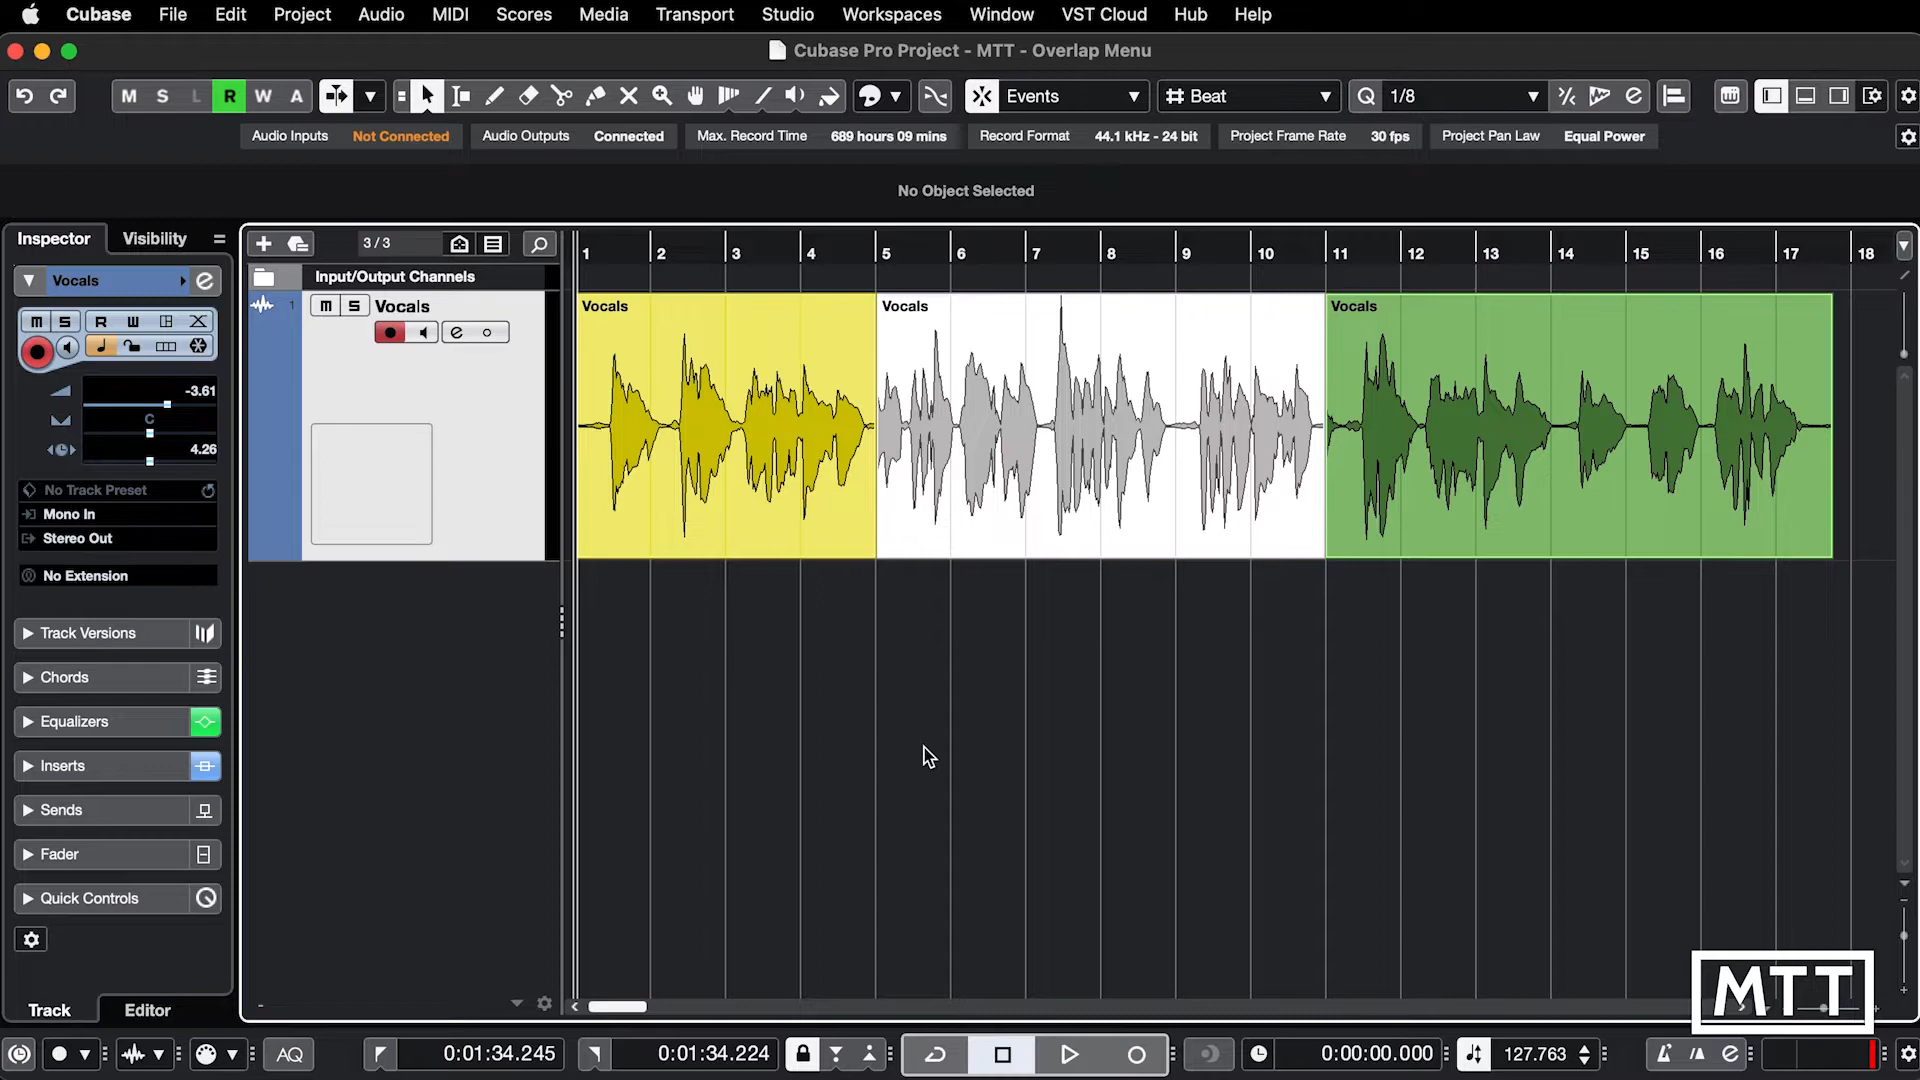 Cubase File Edit Project Audio MIDI Scores Media Transport Studio Workspaces Window VST Cloud Hub Help
Cubase Pro Project - MTT - Overlap Menu
M S L R W A Events Beat Q 1/8
Audio Inputs Not Connected Audio Outputs Connected Max. Record Time 689 hours 09 mins Record Format 44.1 kHz - 24 bit Project Frame Rate 30 fps Project Pan Law Equal Power
No Object Selected
Inspector Visibility
3 / 3
1 2 3 4 5 6 7 8 9 10 11 12 13 14 15 16 17 18
Input/Output Channels
Vocals
1 m S Vocals
Vocals Vocals Vocals
m S R W
-3.61
C
4.26
No Track Preset
Mono In
Stereo Out
No Extension
Track Versions
Chords
Equalizers
Inserts
Sends
Fader
Quick Controls
Track Editor
MTT
AQ 0:01:34.245 0:01:34.224 0:00:00.000 127.763